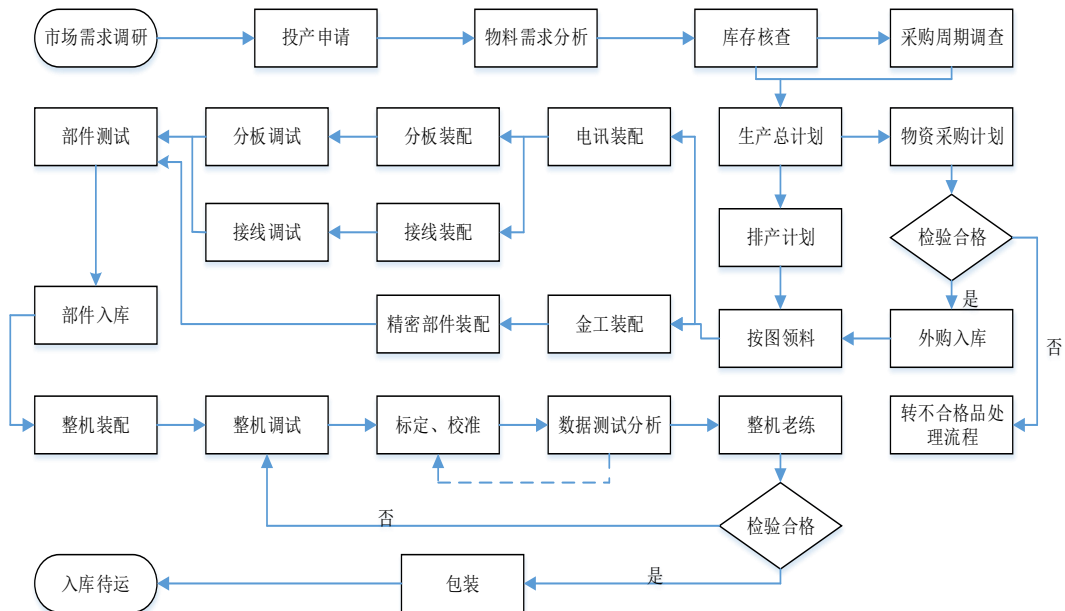 市场需求调研
投产申请
物料需求分析
库存核查
采购周期调查
部件测试
分板调试
分板装配
电讯装配
生产总计划
物资采购计划
接线调试
接线装配
排产计划
检验合格
是
否
部件入库
精密部件装配
金工装配
按图领料
外购入库
整机装配
整机调试
标定、校准
数据测试分析
整机老练
转不合格品处
理流程
否
检验合格
是
入库待运
包装